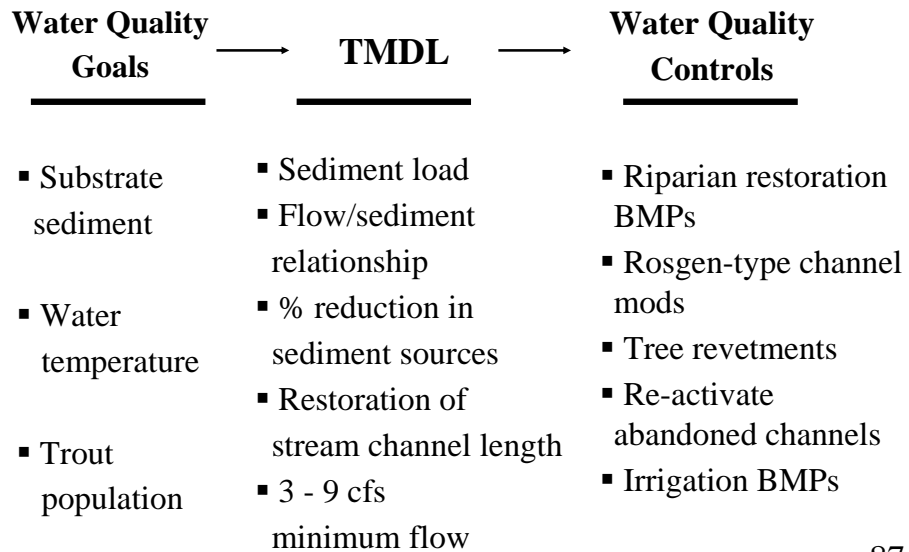 Water Quality
Goals
TMDL
Water Quality
Controls
▪ Substrate
sediment
▪ Water
temperature
▪ Trout
population
▪ Sediment load
▪ Flow/sediment
relationship
▪ % reduction in
sediment sources
▪ Restoration of
stream channel length
▪ 3 - 9 cfs
minimum flow
▪ Riparian restoration
BMPs
▪ Rosgen-type channel
mods
▪ Tree revetments
▪ Re-activate
abandoned channels
▪ Irrigation BMPs